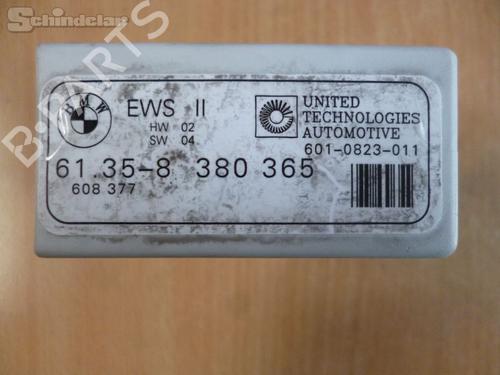 Schindelar
B-PARTS
BMW
EWS II
HW 02
SW 04
UNITED
TECHNOLOGIES
AUTOMOTIVE
601-0823-011
61.35-8 380 365
608 377